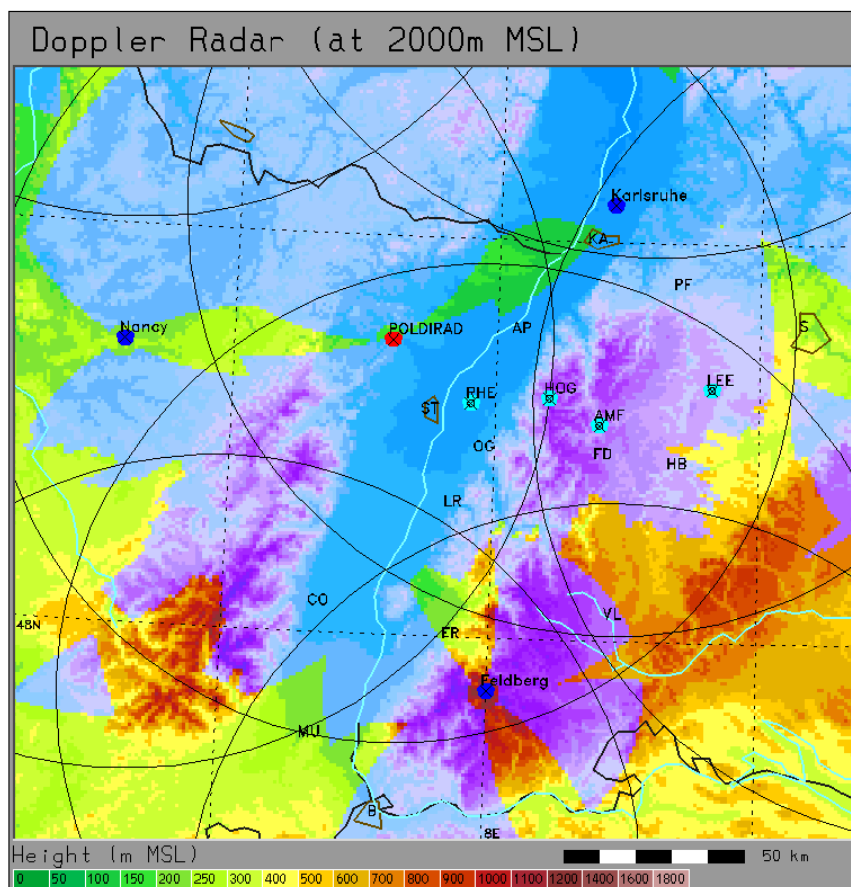 Doppler Radar (at 2000m MSL)
Karlsruhe
KA
PF
Nancy
POLDIRAD
AP
S
RHE
HOG
LEE
ST
AMF
OG
FD
HB
LR
CO
VL
48N
FR
Feldberg
MU
B
8E
Height (m MSL)
50 km
0 50 100 150 200 250 300 400 500 600 700 800 900 1000 1100 1200 1400 1600 1800